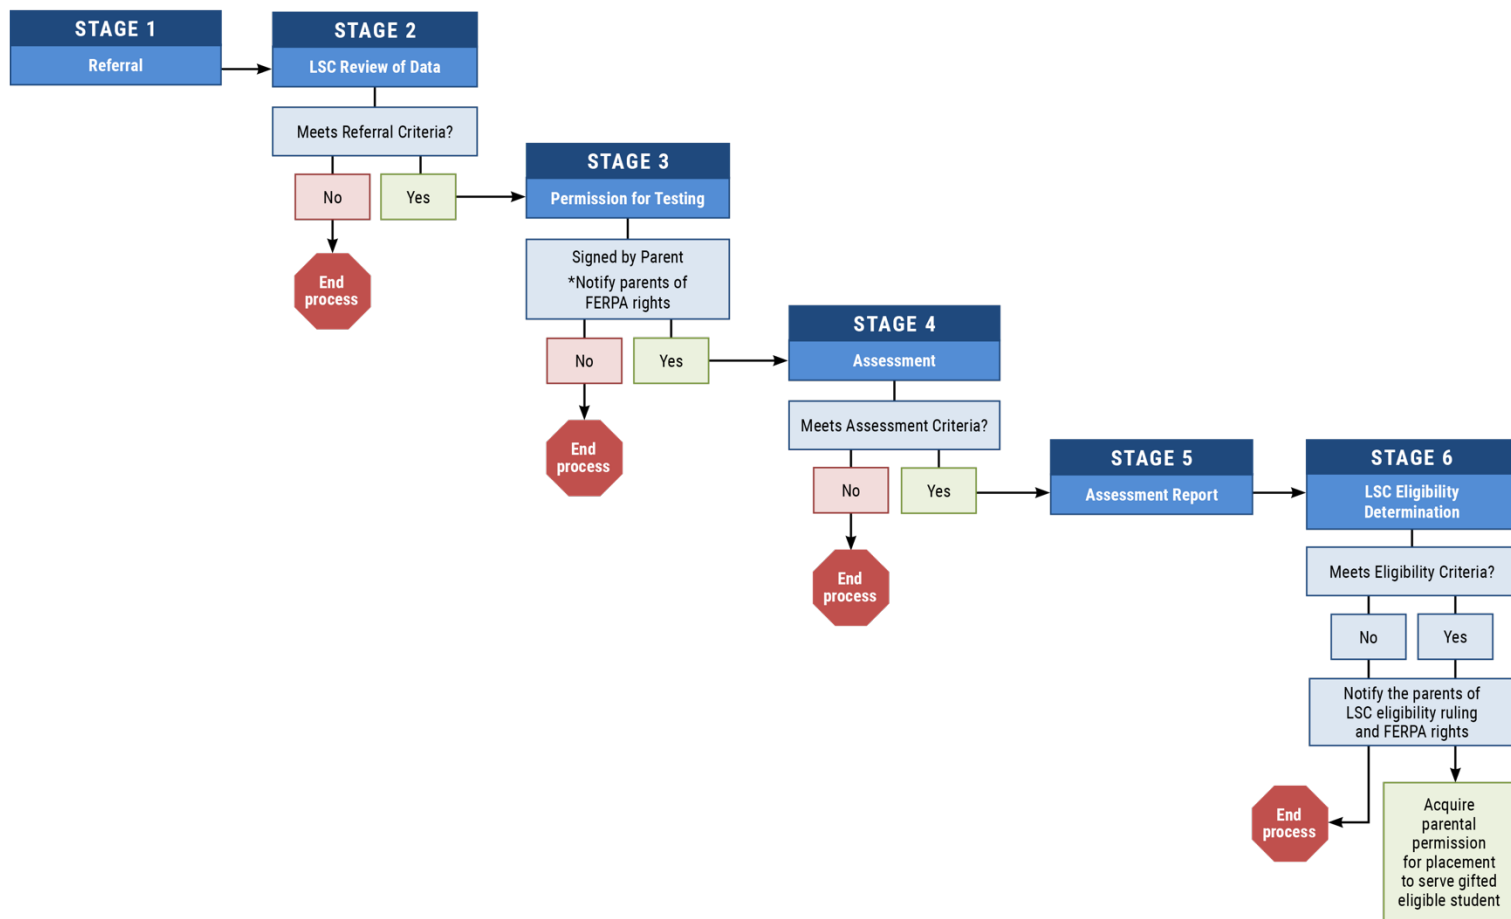 STAGE 1
Referral
STAGE 2
LSC Review of Data
Meets Referral Criteria?
No
Yes
End
process
STAGE 3
Permission for Testing
Signed by Parent
*Notify parents of
FERPA rights
No
Yes
End
process
STAGE 4
Assessment
Meets Assessment Criteria?
No
Yes
End
process
STAGE 5
Assessment Report
STAGE 6
LSC Eligibility
Determination
Meets Eligibility Criteria?
No
Yes
Notify the parents of
LSC eligibility ruling
and FERPA rights
End
process
Acquire
parental
permission
for placement
to serve gifted
eligible student